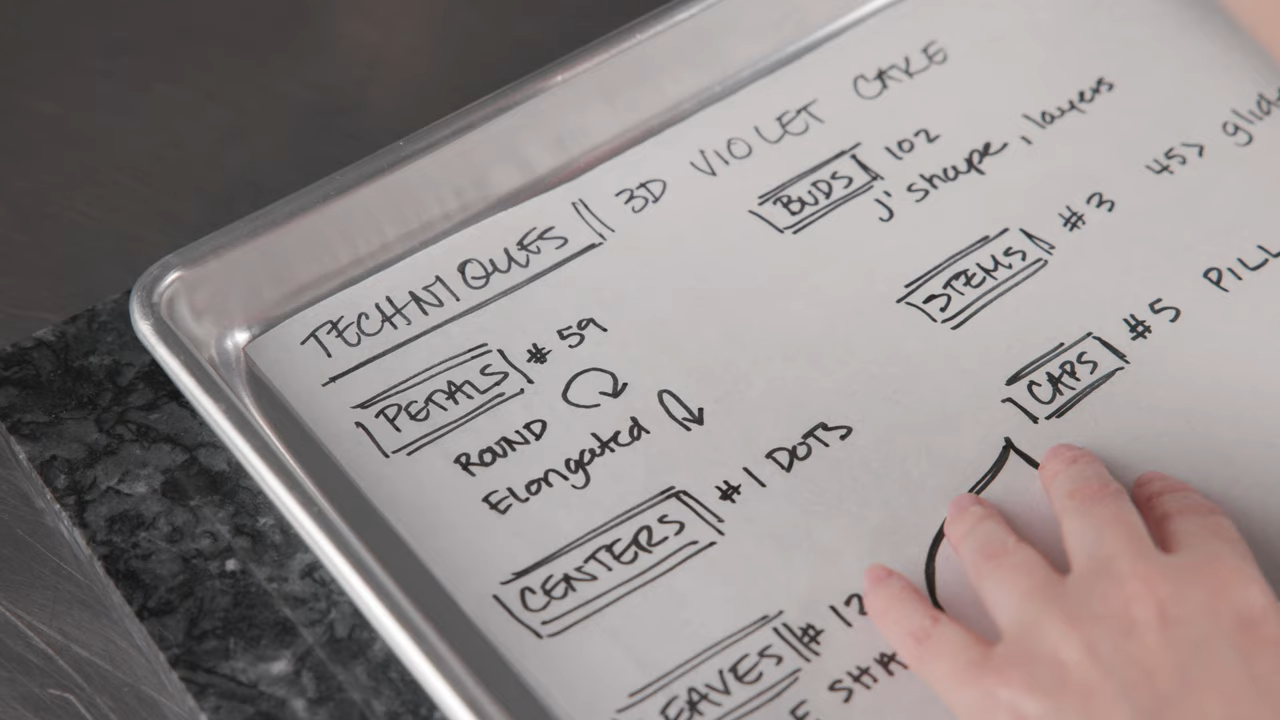 TECHNIQUES 3D VIOLET CAKE
PETALS # 59
ROUND
Elongated
CENTERS # 1 DOTS
BUDS 102
J' shape, layers
STEMS #3 45>
CAPS #5